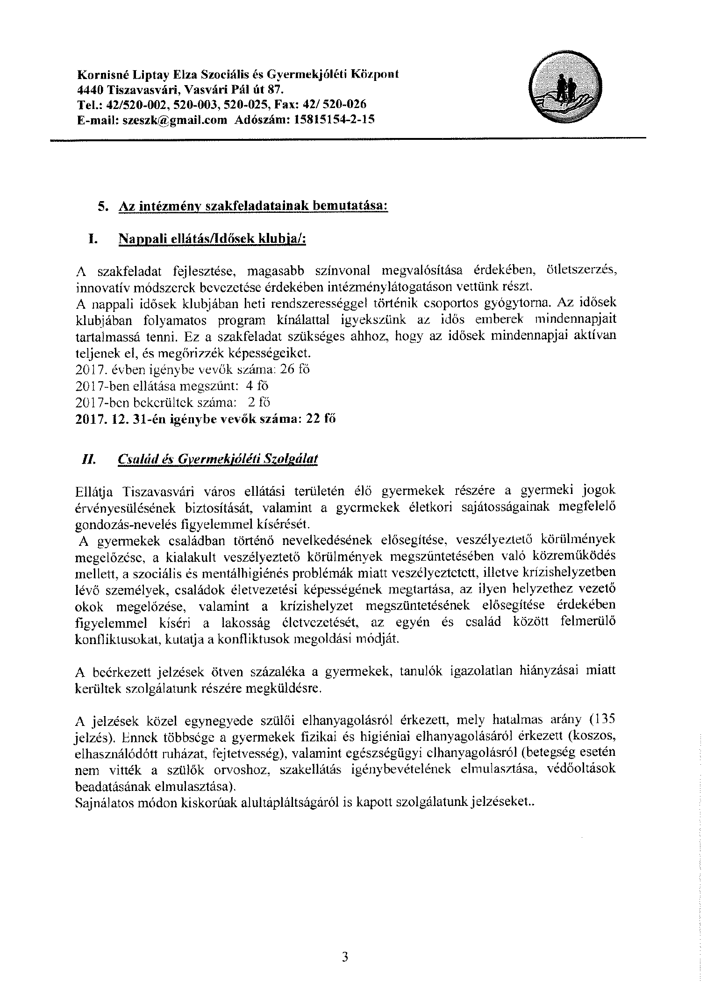 Kornisné Liptay Elza Szociális és Gyermekjóléti Központ
4440 Tiszavasvári, Vasvári Pál út 87.
Tel.: 42/520-002, 520-003, 520-025, Fax: 42/ 520-026
E-mail: szeszk@gmail.com Adószám: 15815154-2-15
5. Az intézmény szakfeladatainak bemutatása:
I. Nappali ellátás/Idősek klubja/:
A szakfeladat fejlesztése, magasabb színvonal megvalósítása érdekében, ötletszerzés,
innovatív módszerek bevezetése érdekében intézménylátogatáson vettünk részt.
A nappali idősek klubjában heti rendszerességgel történik csoportos gyógytorna. Az idősek
klubjában folyamatos program kínálattal igyekszünk az idős emberek mindennapjait
tartalmassá tenni. Ez a szakfeladat szükséges ahhoz, hogy az idősek mindennapjai aktívan
teljenek el, és megőrizzék képességeiket.
2017. évben igénybe vevők száma: 26 fő
2017-ben ellátása megszűnt: 4 fő
2017-ben bekerültek száma: 2 fő
2017. 12. 31-én igénybe vevők száma: 22 fő
II. Család és Gyermekjóléti Szolgálat
Ellátja Tiszavasvári város ellátási területén élő gyermekek részére a gyermeki jogok
érvényesülésének biztosítását, valamint a gyermekek életkori sajátosságainak megfelelő
gondozás-nevelés figyelemmel kísérését.
A gyermekek családban történő nevelkedésének elősegítése, veszélyeztető körülmények
megelőzése, a kialakult veszélyeztető körülmények megszüntetésében való közreműködés
mellett, a szociális és mentálhigiénés problémák miatt veszélyeztetett, illetve krízishelyzetben
lévő személyek, családok életvezetési képességének megtartása, az ilyen helyzethez vezető
okok megelőzése, valamint a krízishelyzet megszüntetésének elősegítése érdekében
figyelemmel kíséri a lakosság életvezetését, az egyén és család között felmerülő
konfliktusokat, kutatja a konfliktusok megoldási módját.
A beérkezett jelzések ötven százaléka a gyermekek, tanulók igazolatlan hiányzásai miatt
kerültek szolgálatunk részére megküldésre.
A jelzések közel egynegyede szülői elhanyagolásról érkezett, mely hatalmas arány (135
jelzés). Ennek többsége a gyermekek fizikai és higiéniai elhanyagolásáról érkezett (koszos,
elhasználódótt ruházat, fejtetvesség), valamint egészségügyi elhanyagolásról (betegség esetén
nem vitték a szülők orvoshoz, szakellátás igénybevételének elmulasztása, védőoltások
beadatásának elmulasztása).
Sajnálatos módon kiskorúak alultápláltságáról is kapott szolgálatunk jelzéseket..
3